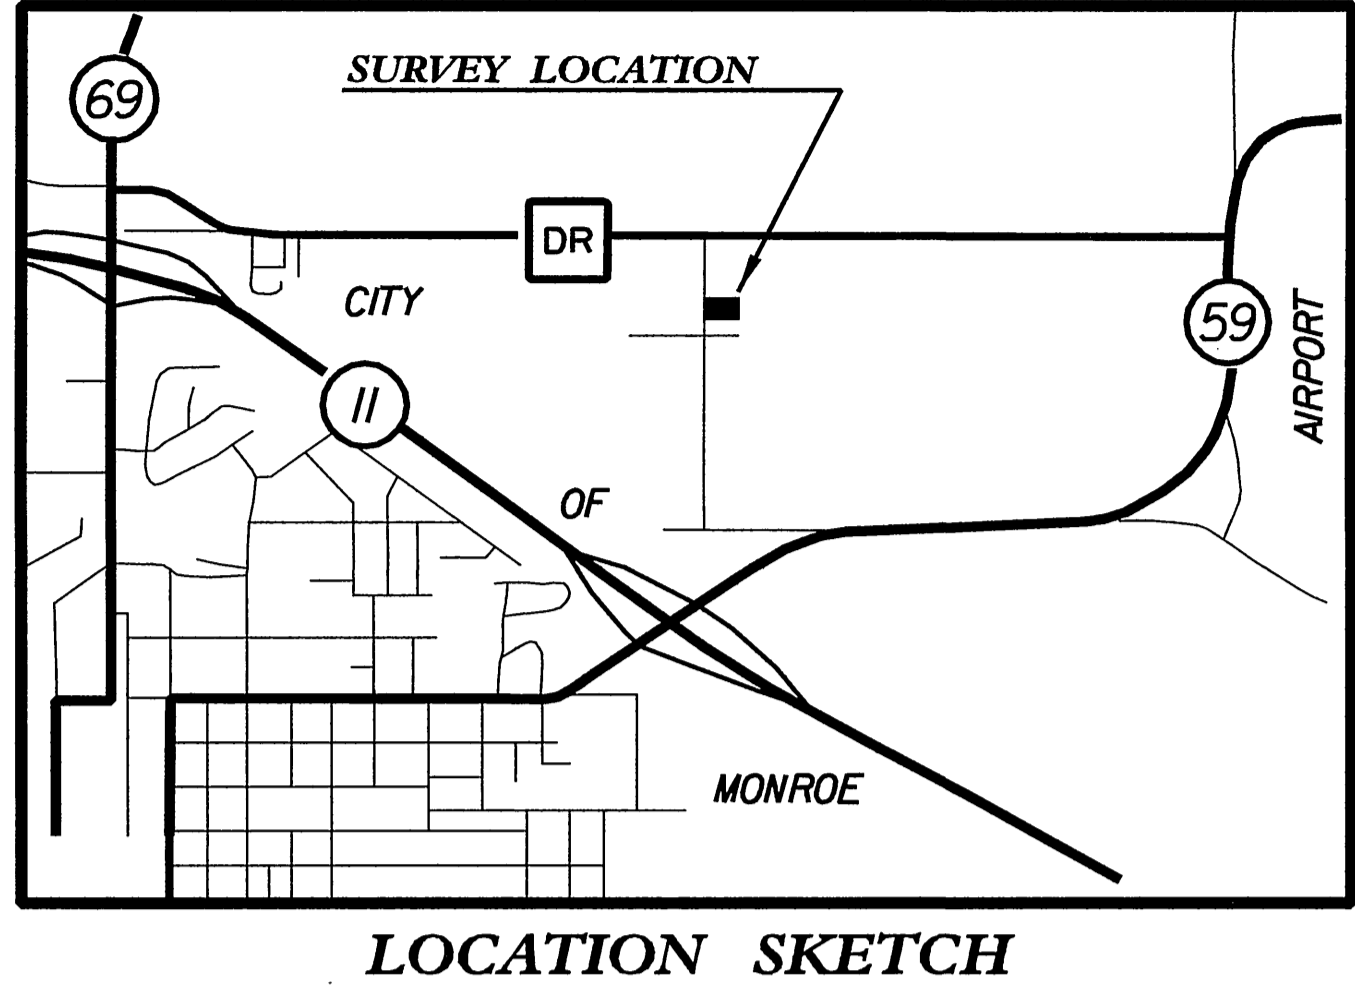 69
SURVEY LOCATION
DR
CITY
59
AIRPORT
11
OF
MONROE
LOCATION SKETCH